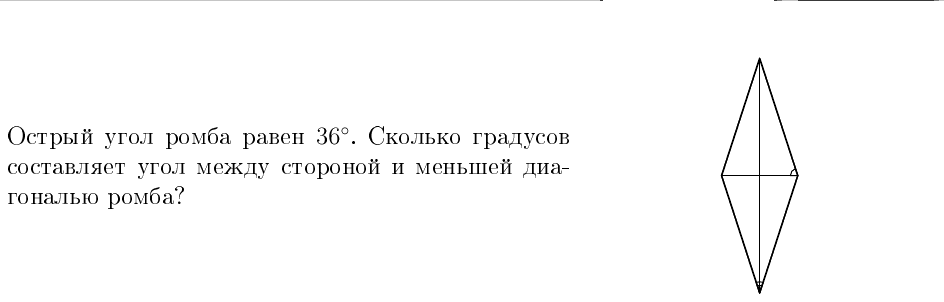 Острый угол ромба равен 36°. Сколько градусов
составляет угол между стороной и меньшей диа-
гональю ромба?